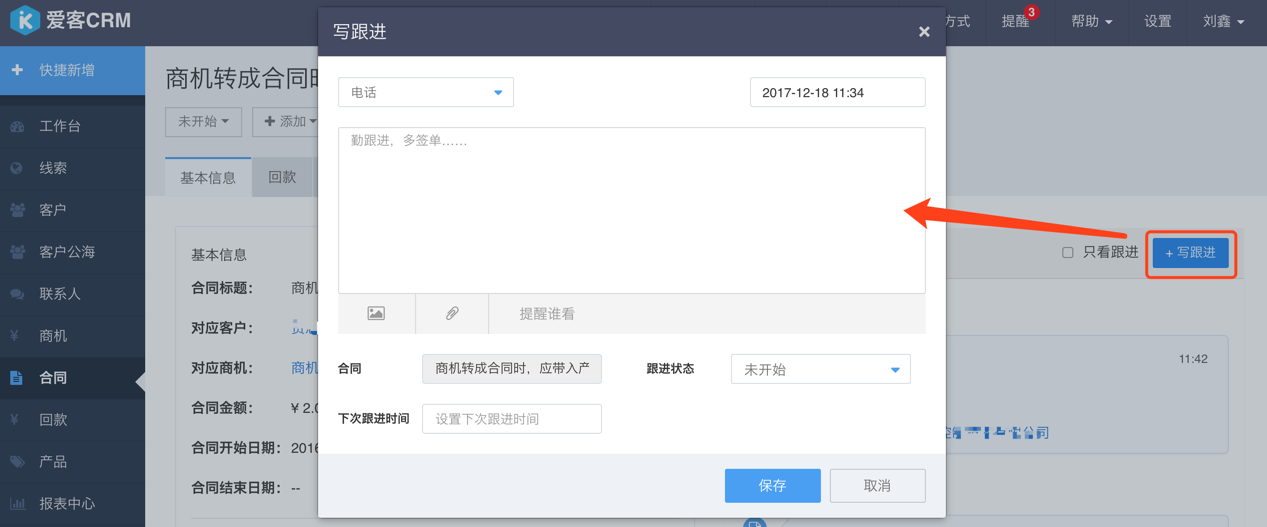 爱客CRM
写跟进
×
方式
提醒
3
帮助
设置
刘鑫
+ 快捷新增
商机转成合同时
电话
2017-12-18 11:34
未开始
+ 添加
工作台
勤跟进，多签单……
线索
基本信息
回款
客户
客户公海
基本信息
只看跟进
+ 写跟进
联系人
合同标题：
商机
提醒谁看
¥ 商机
对应客户：
合同
对应商机：
商机
合同
商机转成合同时，应带入产
跟进状态
未开始
11:42
¥ 回款
合同金额：
¥ 2.0
下次跟进时间
设置下次跟进时间
公司
产品
合同开始日期：
2016
报表中心
合同结束日期：
--
保存
取消